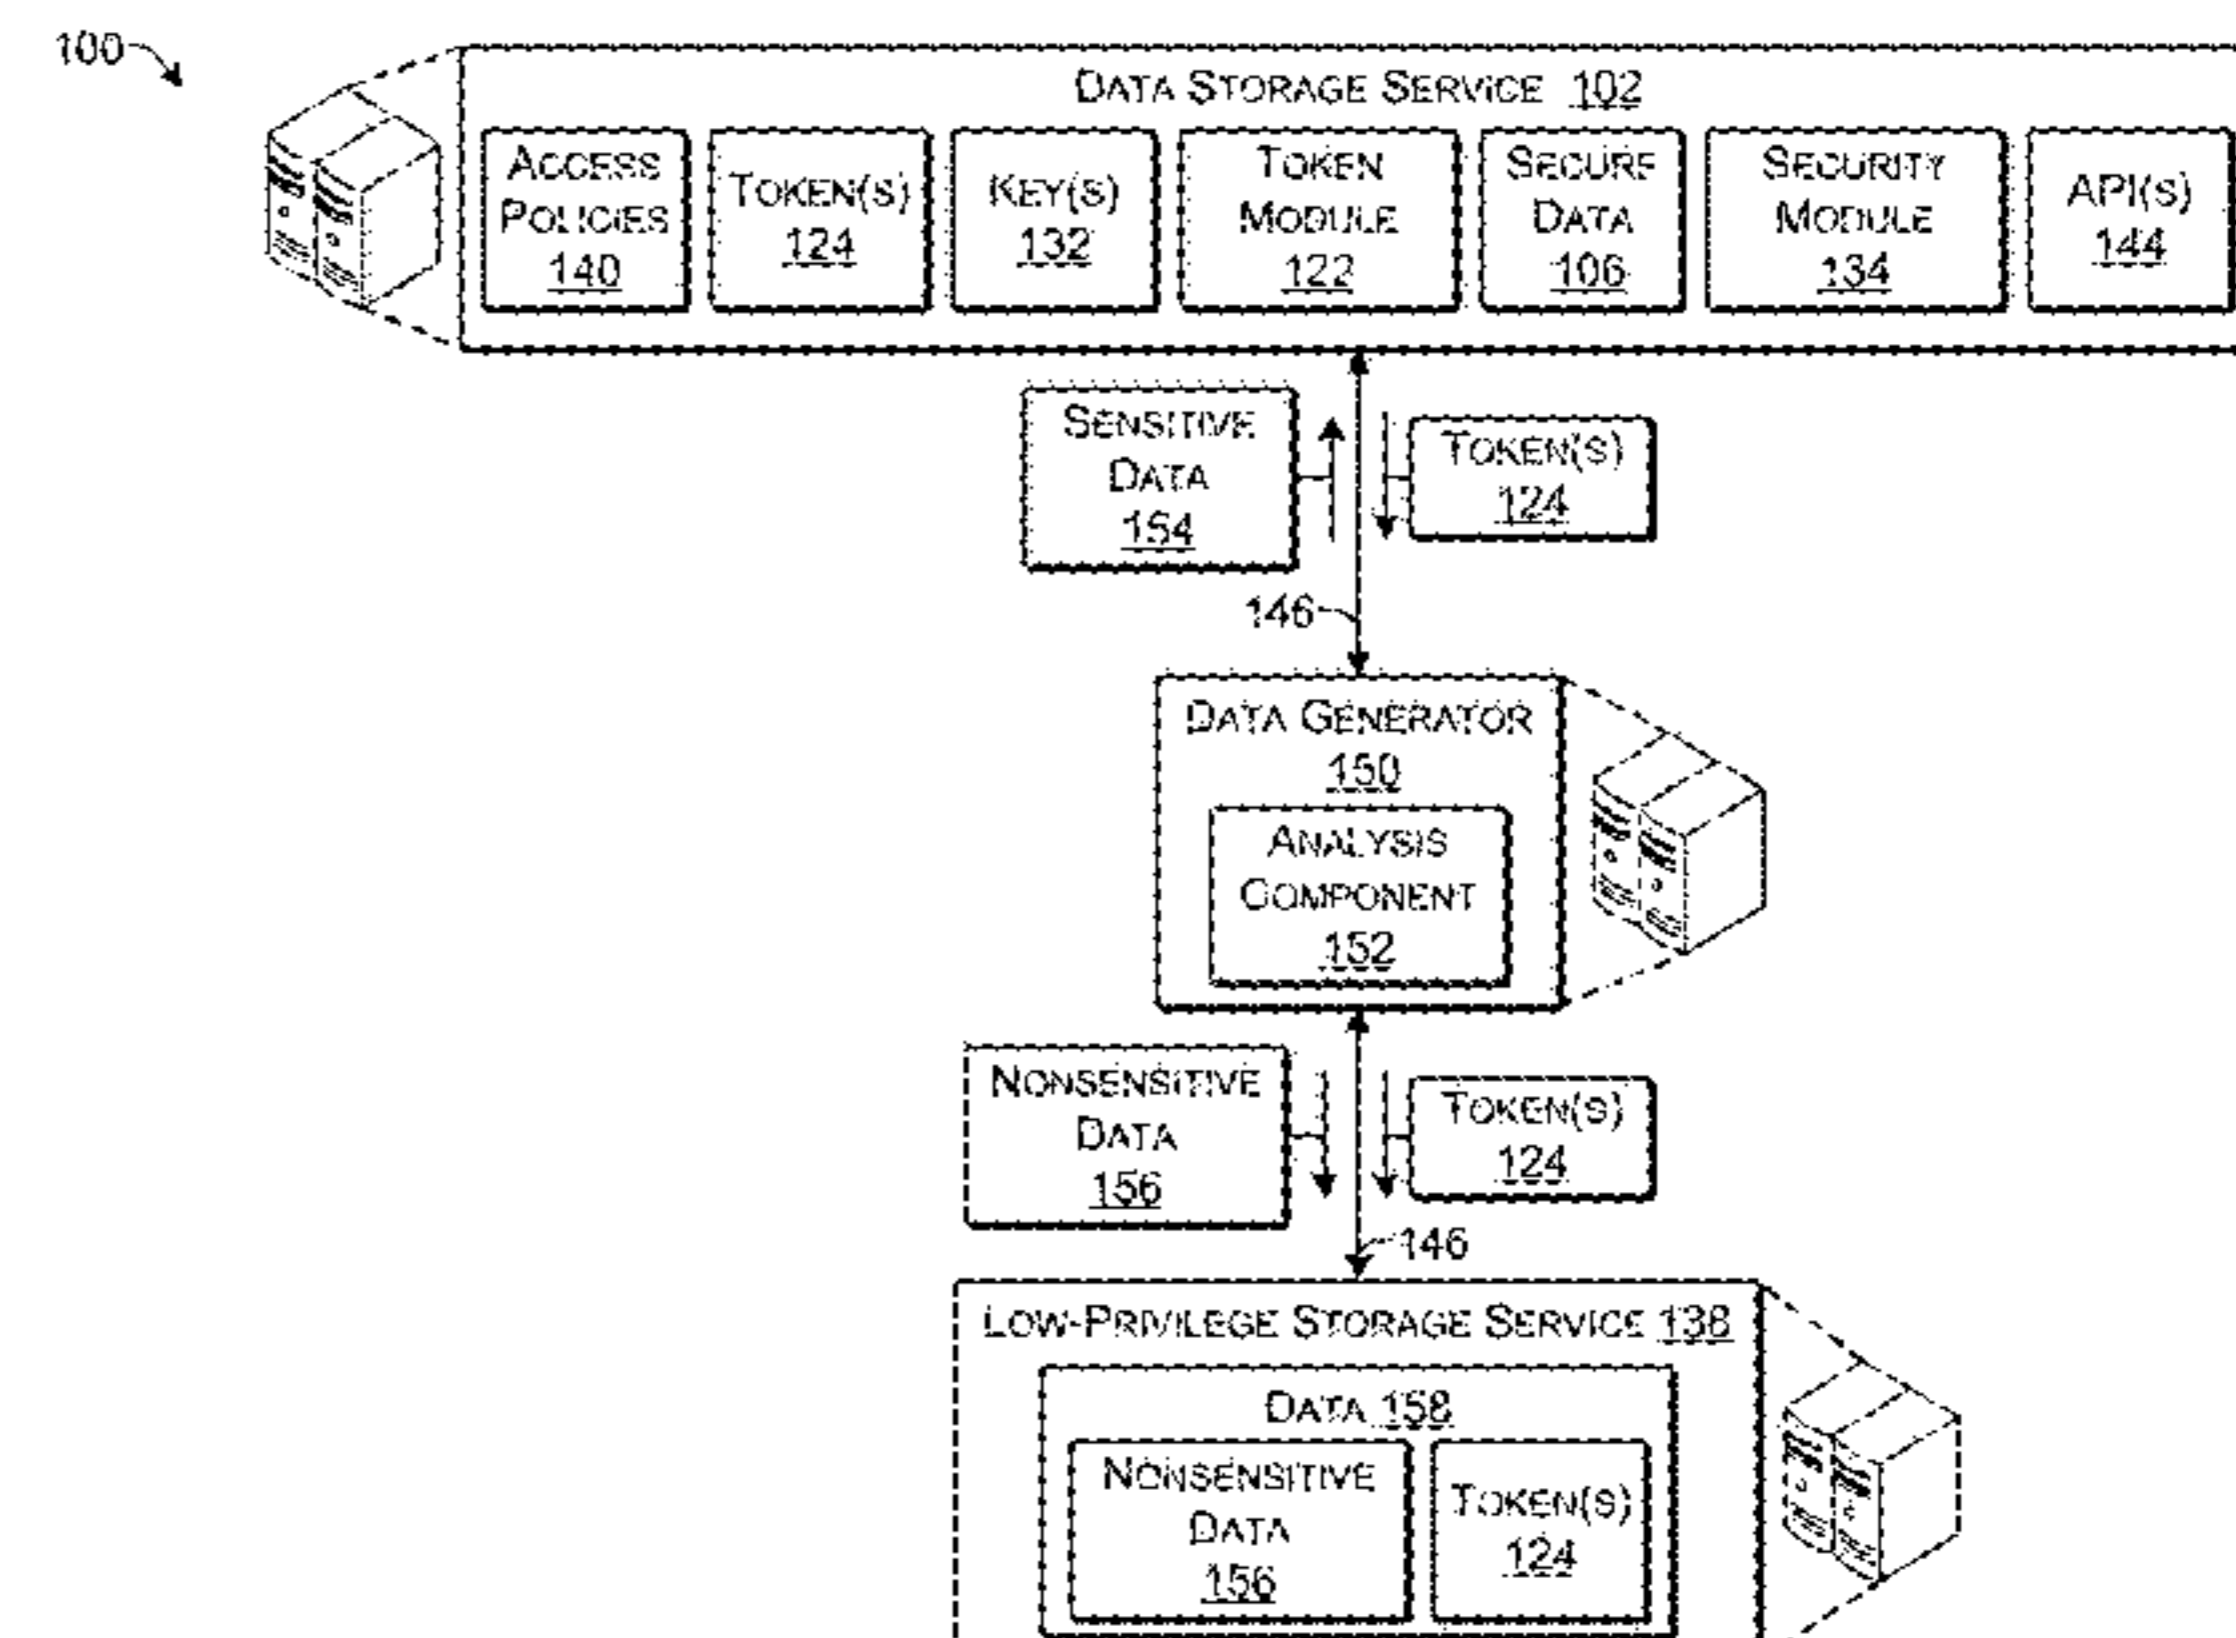 100
DATA STORAGE SERVICE 102
ACCESS
POLICIES
140
TOKEN(S)
124
KEY(S)
132
TOKEN
MODULE
122
SECURE
DATA
106
SECURITY
MODULE
134
API(S)
144
SENSITIVE
DATA
154
TOKEN(S)
124
146
DATA GENERATOR
150
ANALYSIS
COMPONENT
152
NONSENSITIVE
DATA
156
TOKEN(S)
124
146
LOW-PRIVILEGE STORAGE SERVICE 138
DATA 158
NONSENSITIVE
DATA
156
TOKEN(S)
124